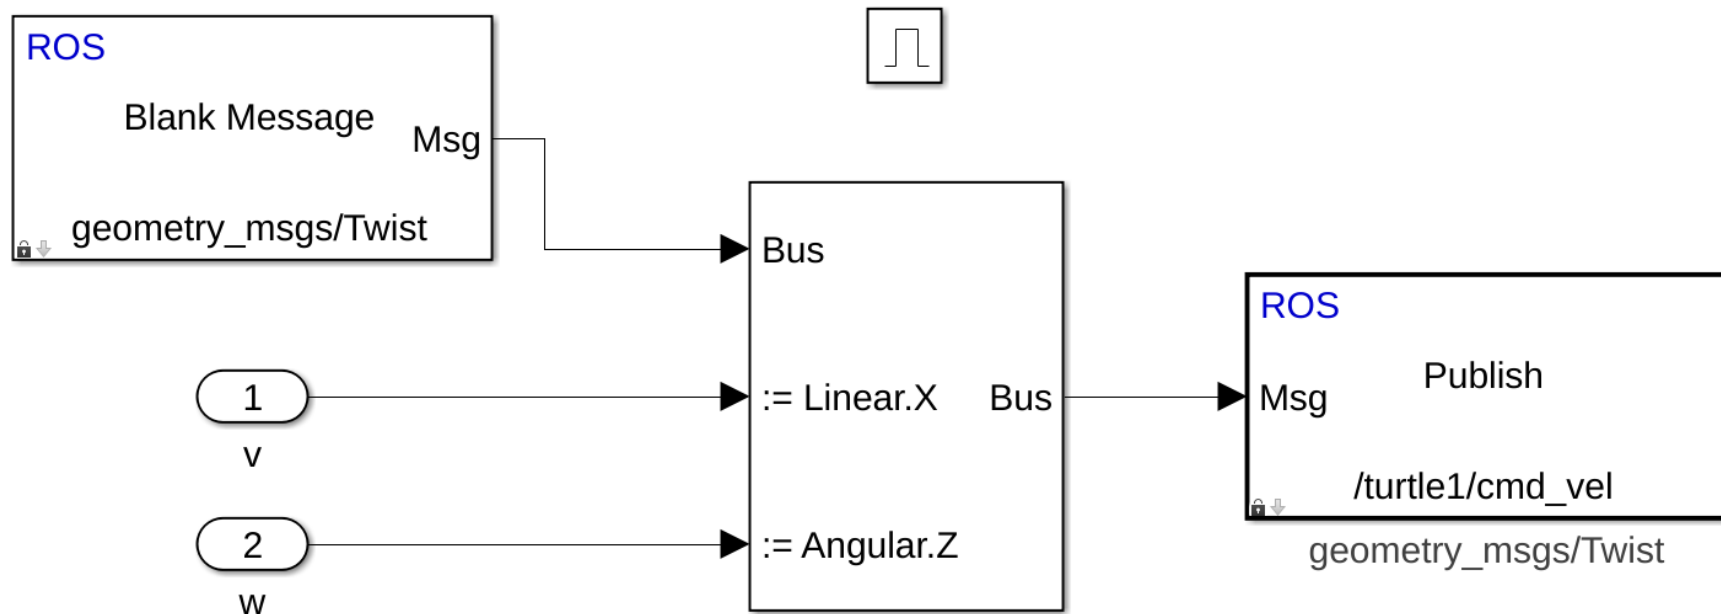 ROS
Blank Message
Msg
geometry_msgs/Twist
Bus
1
:= Linear.X
Bus
v
2
:= Angular.Z
w
ROS
Publish
Msg
/turtle1/cmd_vel
geometry_msgs/Twist